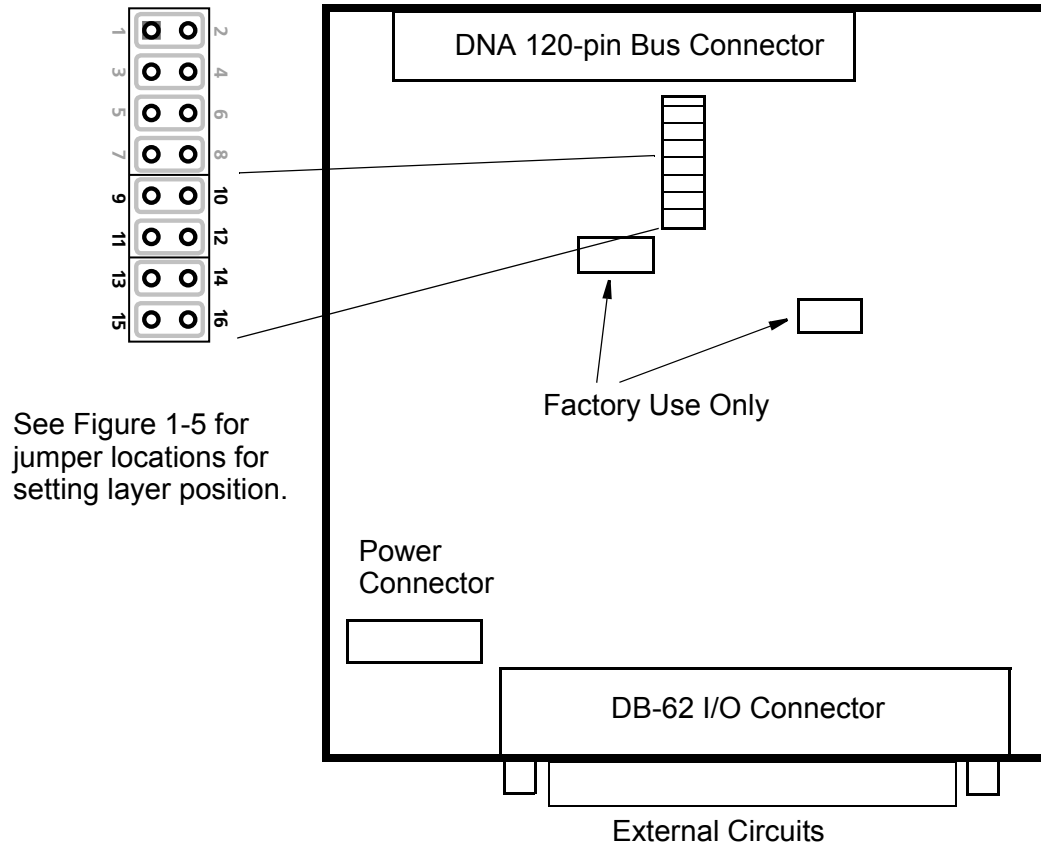 1 2
3 4
5 6
7 8
9 10
11 12
13 14
15 16
DNA 120-pin Bus Connector
Factory Use Only
See Figure 1-5 for
jumper locations for
setting layer position.
Power
Connector
DB-62 I/O Connector
External Circuits